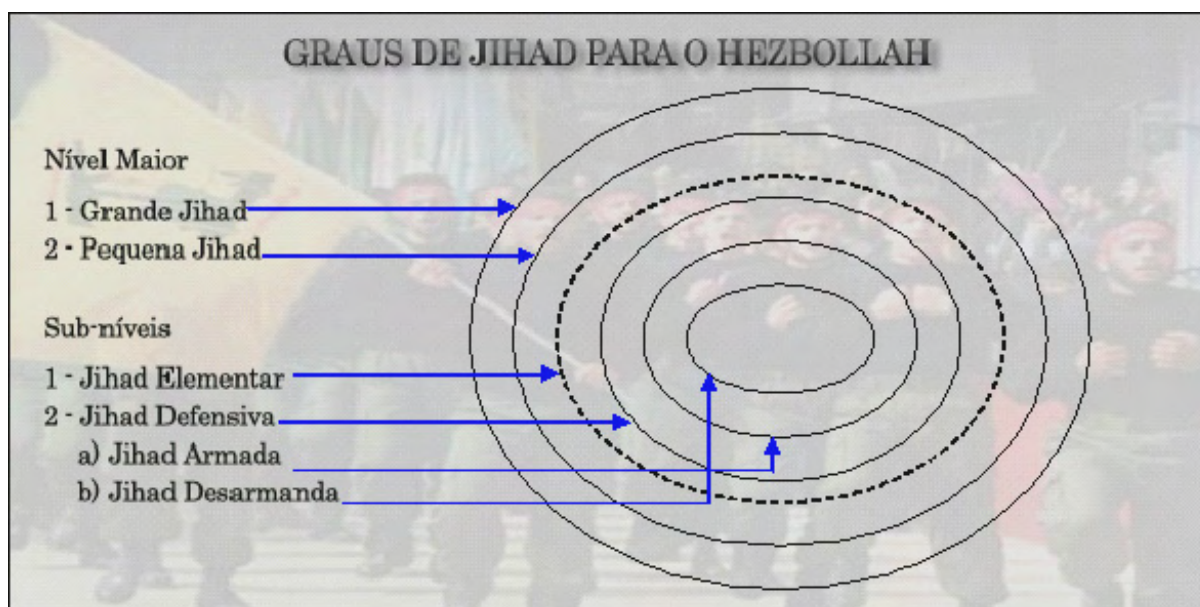 GRAUS DE JIHAD PARA O HEZBOLLAH
Nível Maior
1 - Grande Jihad
2 - Pequena Jihad
Sub-níveis
1 - Jihad Elementar
2 - Jihad Defensiva
a) Jihad Armada
b) Jihad Desarmanda